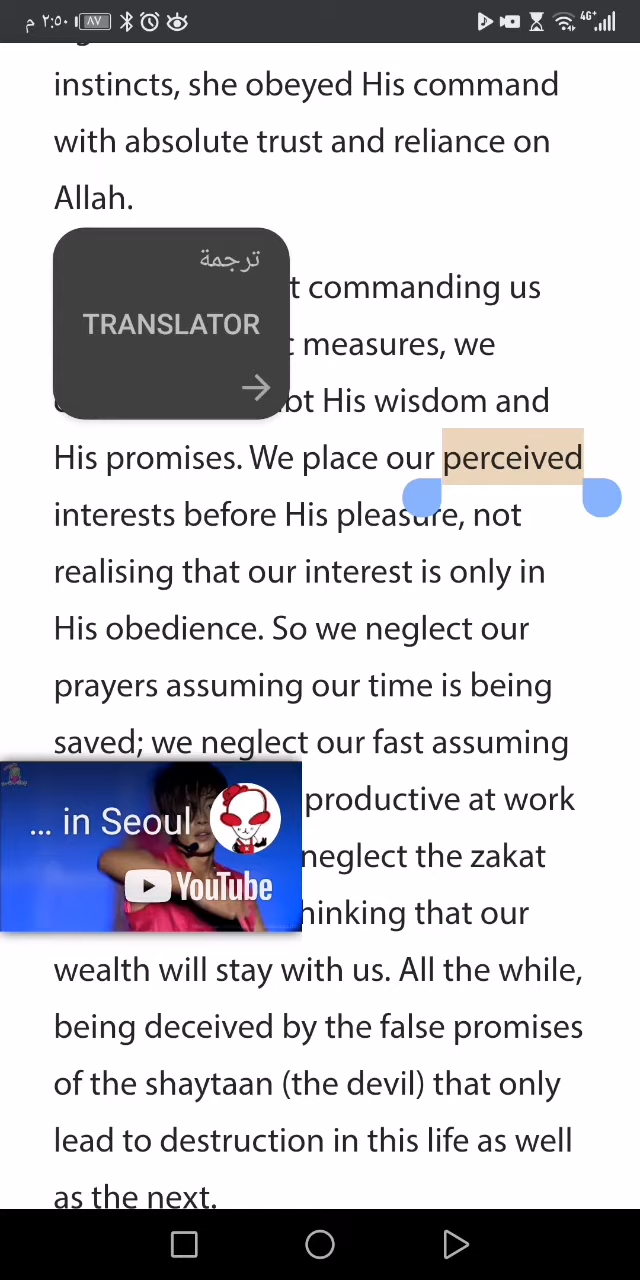 م ٢:٥٠
٨٧
4G+
instincts, she obeyed His command
with absolute trust and reliance on
Allah.
ترجمة
TRANSLATOR
commanding us
measures, we
His wisdom and
His promises. We place our perceived
interests before His pleasure, not
realising that our interest is only in
His obedience. So we neglect our
prayers assuming our time is being
saved; we neglect our fast assuming
... in Seoul
YouTube
productive at work
neglect the zakat
hinking that our
wealth will stay with us. All the while,
being deceived by the false promises
of the shaytaan (the devil) that only
lead to destruction in this life as well
as the next.